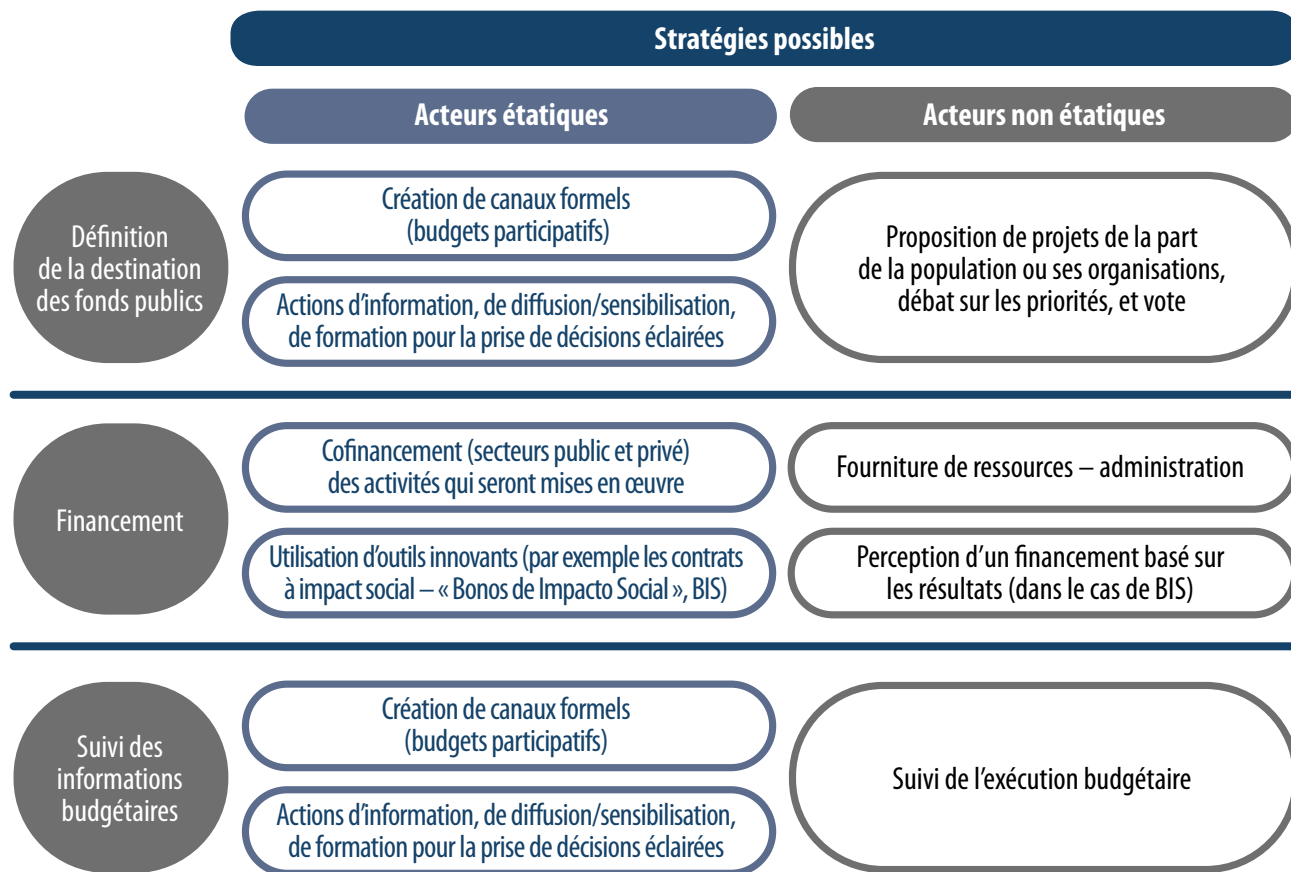 Stratégies possibles
Acteurs étatiques
Acteurs non étatiques
Définition
de la destination
des fonds publics
Création de canaux formels
(budgets participatifs)
Actions d’information, de diffusion/sensibilisation,
de formation pour la prise de décisions éclairées
Proposition de projets de la part
de la population ou ses organisations,
débat sur les priorités, et vote
Financement
Cofinancement (secteurs public et privé)
des activités qui seront mises en œuvre
Utilisation d’outils innovants (par exemple les contrats
à impact social – « Bonos de Impacto Social », BIS)
Fourniture de ressources – administration
Perception d’un financement basé sur
les résultats (dans le cas de BIS)
Suivi des
informations
budgétaires
Création de canaux formels
(budgets participatifs)
Actions d’information, de diffusion/sensibilisation,
de formation pour la prise de décisions éclairées
Suivi de l’exécution budgétaire